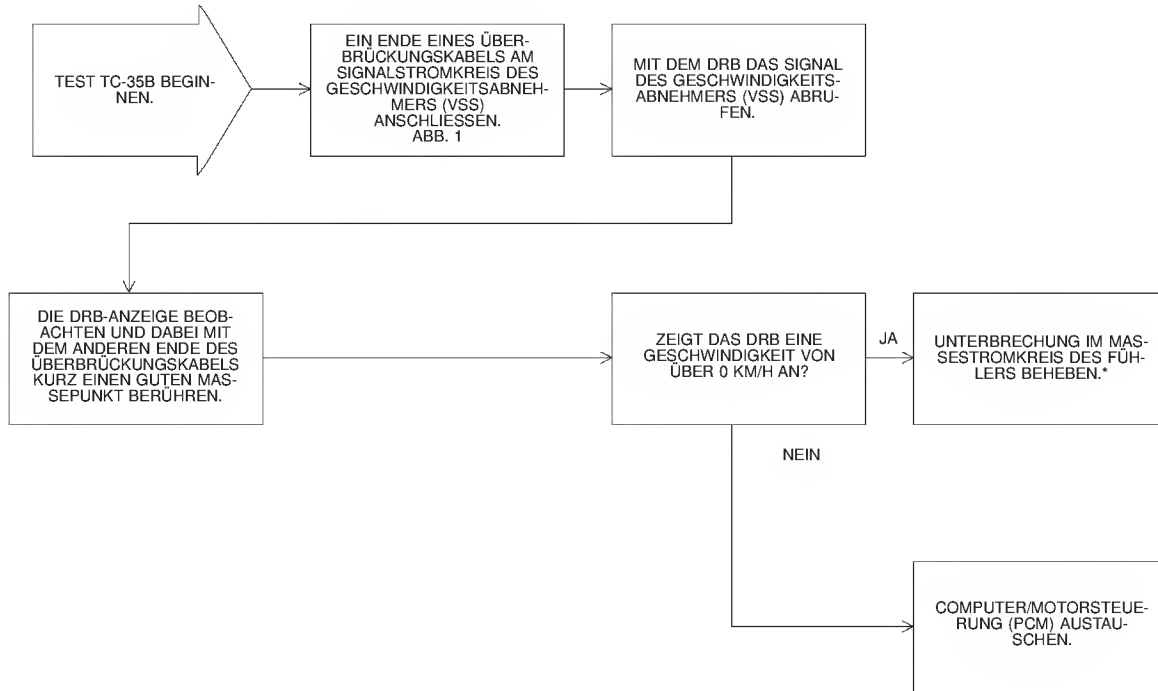 TEST TC-35B BEGIN-
NEN.
EIN ENDE EINES ÜBER-
BRÜCKUNGSKABELS AM
SIGNALSTROMKREIS DES
GESCHWINDIGKEITSABNEH-
MERS (VSS)
ANSCHLIESSEN.
ABB. 1
MIT DEM DRB DAS SIGNAL
DES GESCHWINDIGKEITS-
ABNEHMERS (VSS) ABRU-
FEN.
DIE DRB-ANZEIGE BEOB-
ACHTEN UND DABEI MIT
DEM ANDEREN ENDE DES
ÜBERBRÜCKUNGSKABELS
KURZ EINEN GUTEN MAS-
SEPUNKT BERÜHREN.
ZEIGT DAS DRB EINE
GESCHWINDIGKEIT VON
ÜBER 0 KM/H AN?
JA
UNTERBRECHUNG IM MAS-
SESTROMKREIS DES FÜH-
LERS BEHEBEN.*
NEIN
COMPUTER/MOTORSTEUE-
RUNG (PCM) AUSTAU-
SCHEN.